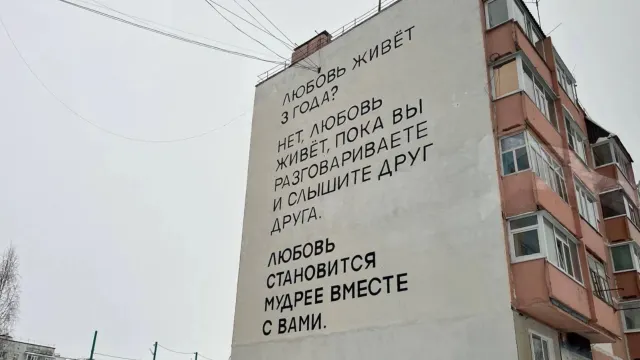 ЛЮБОВЬ ЖИВЁТ
3 ГОДА?
НЕТ, ЛЮБОВЬ
ЖИВЁТ, ПОКА ВЫ
РАЗГОВАРИВАЕТЕ
И СЛЫШИТЕ ДРУГ
ДРУГА.
ЛЮБОВЬ
СТАНОВИТСЯ
МУДРЕЕ ВМЕСТЕ
С ВАМИ.